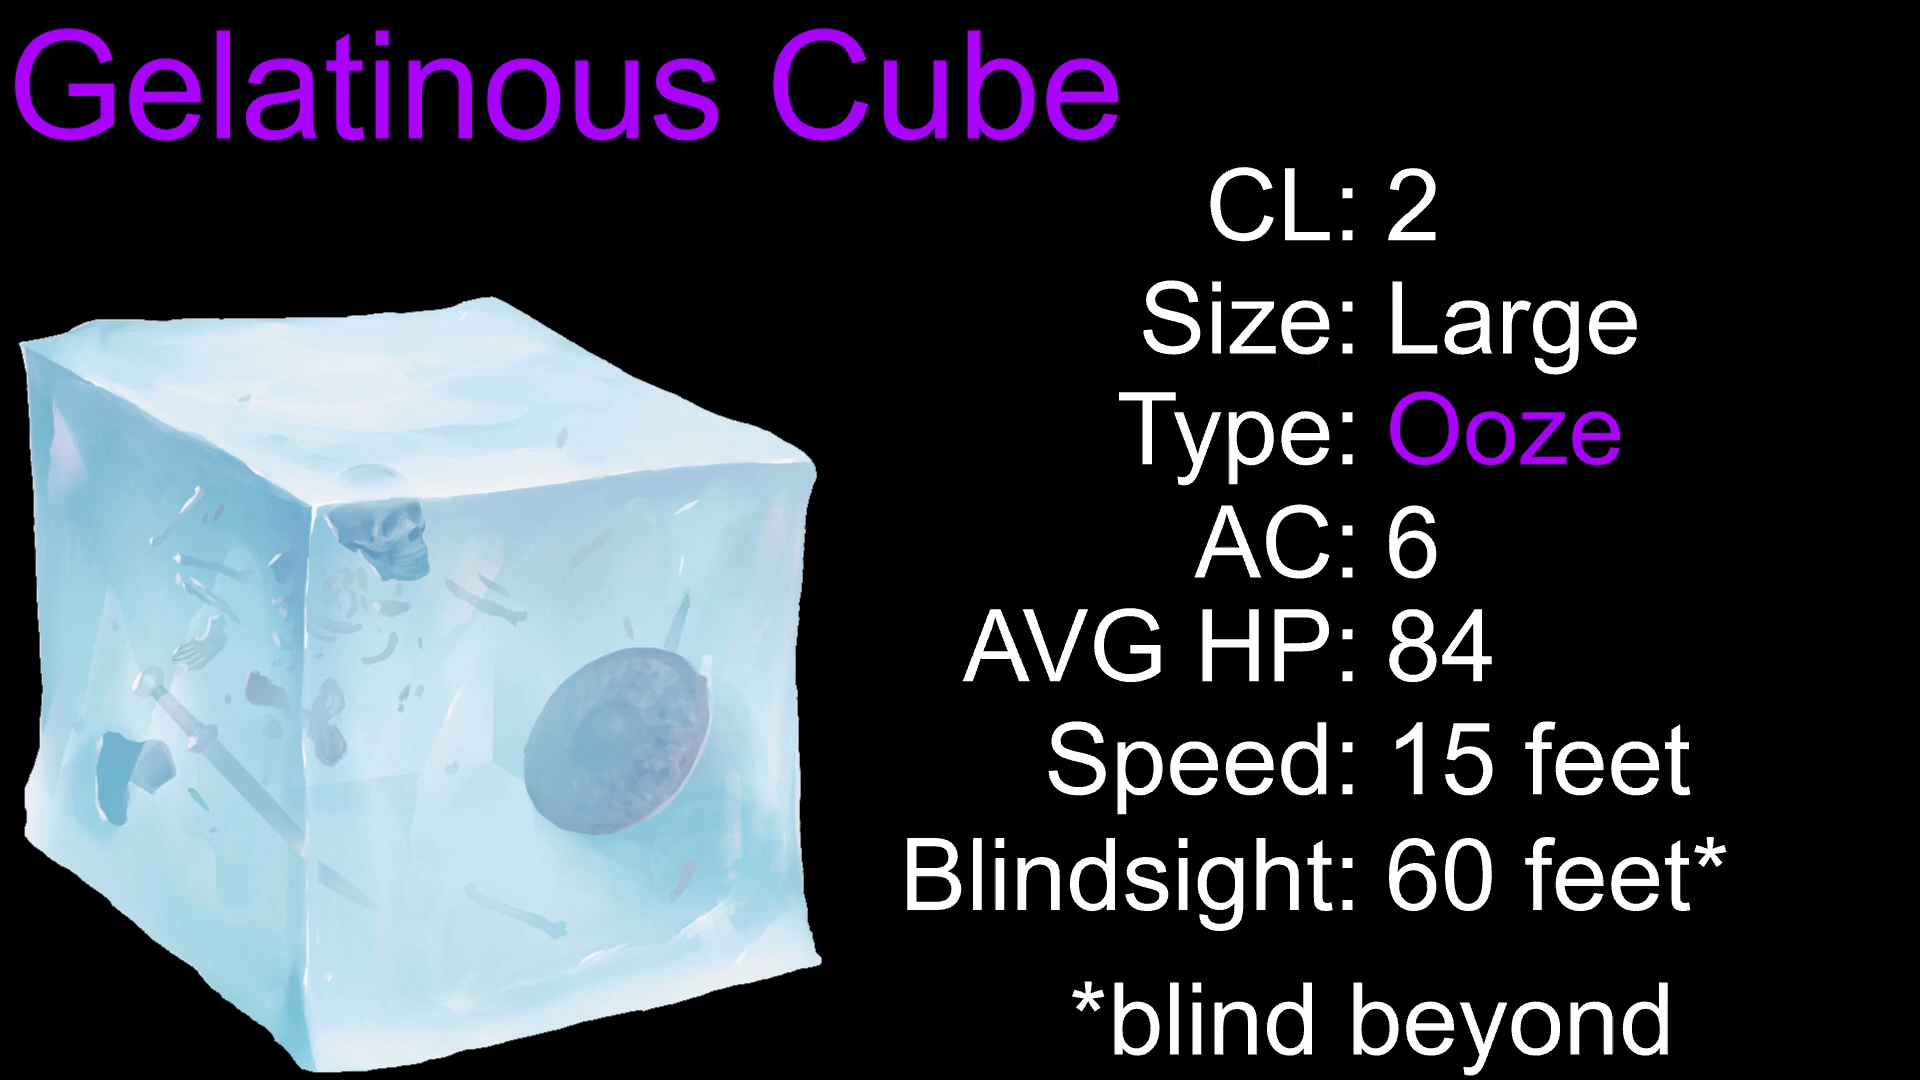 Gelatinous Cube
CL: 2
Size: Large
Type: Ooze
AC: 6
AVG HP: 84
Speed: 15 feet
Blindsight: 60 feet*
*blind beyond